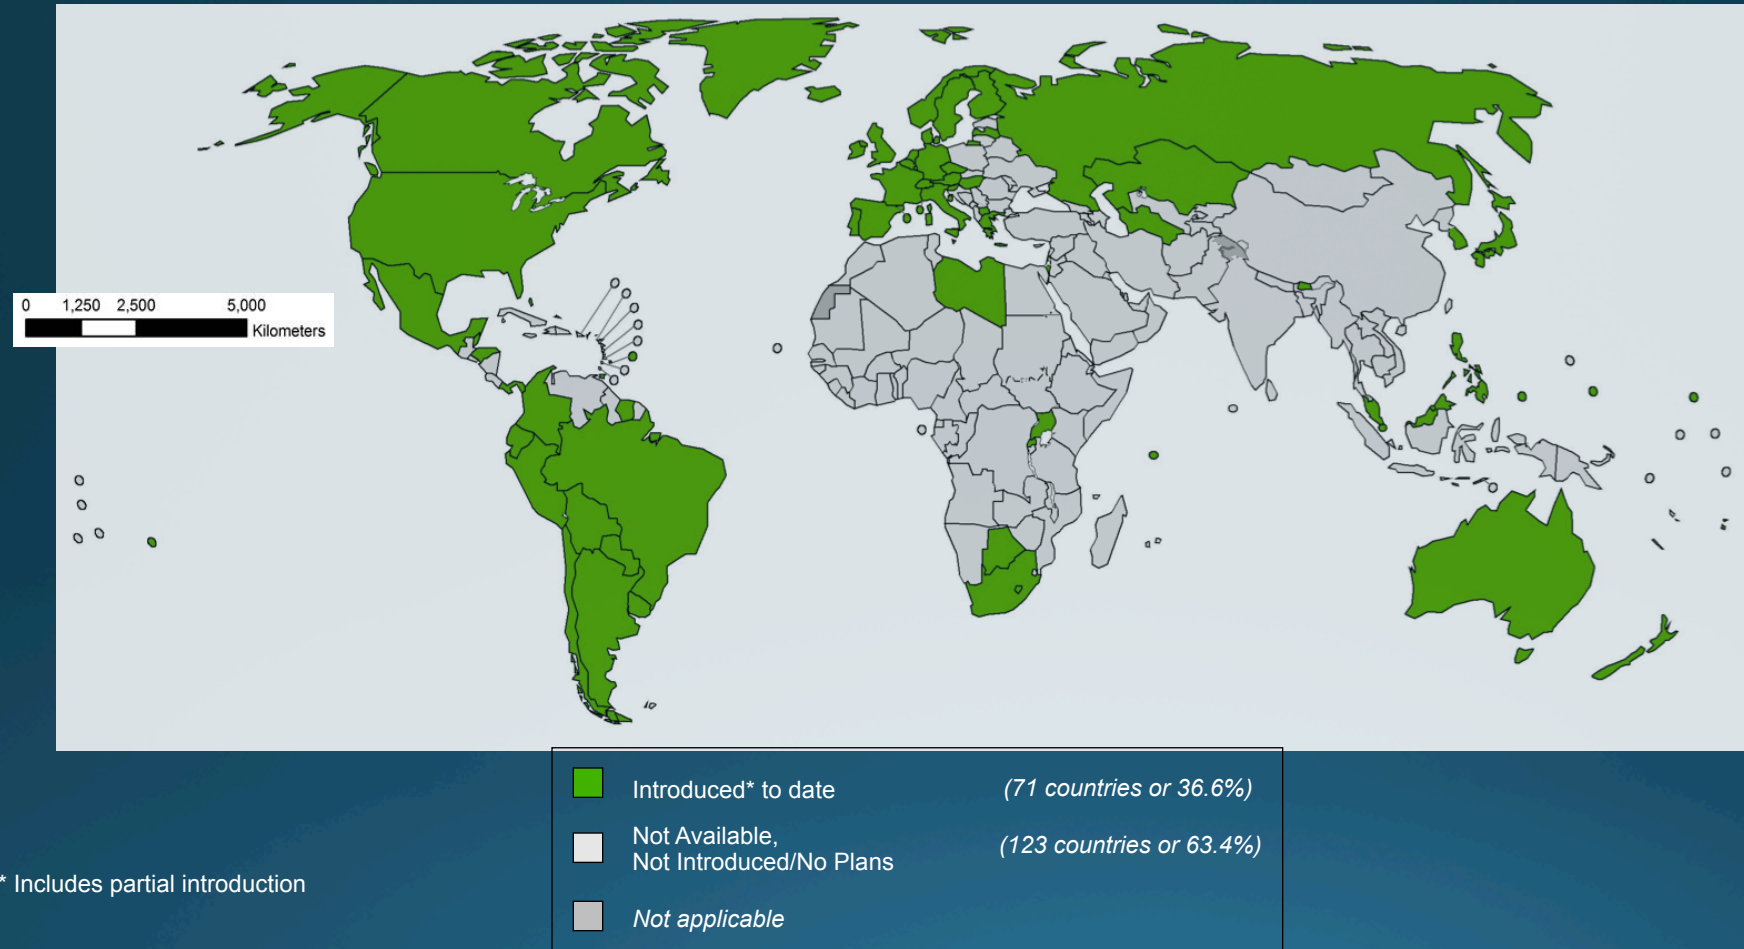 0 1,250 2,500 5,000
Kilometers
Introduced* to date (71 countries or 36.6%)
Not Available,
Not Introduced/No Plans (123 countries or 63.4%)
* Includes partial introduction
Not applicable